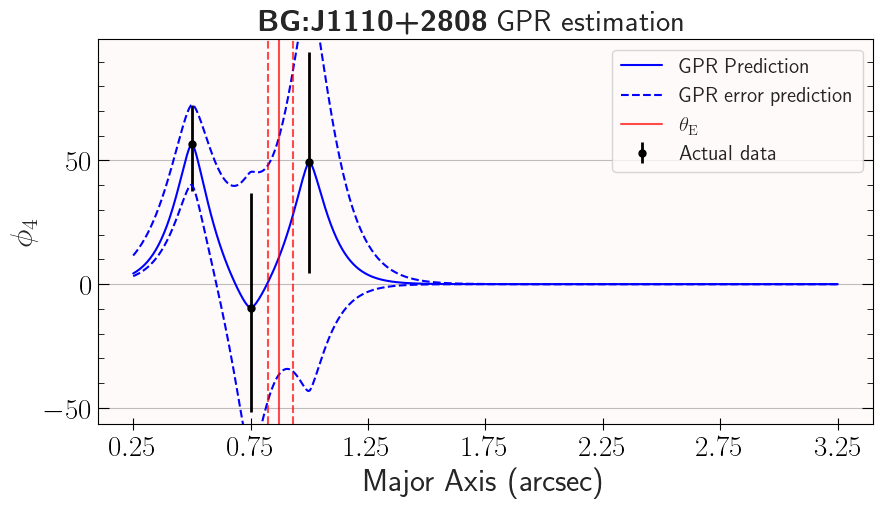 BG:J1110+2808 GPR estimation
GPR Prediction
GPR error prediction
θE
Actual data
ϕ4
50
0
−50
0.25 0.75 1.25 1.75 2.25 2.75 3.25
Major Axis (arcsec)